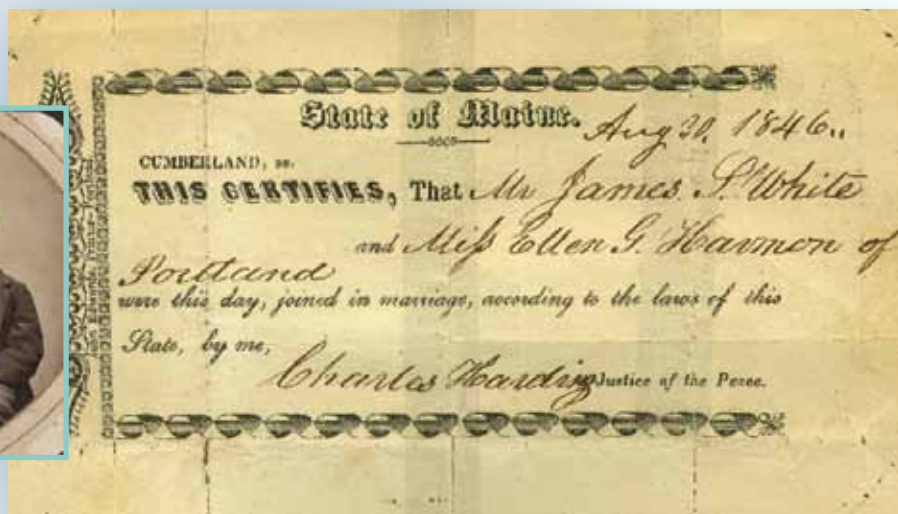 State of Maine.
Aug 30, 1846.
CUMBERLAND, ss.
THIS CERTIFIES, That Mr James S. White
and Miſs Ellen G. Harmon of
Portland
were this day, joined in marriage, according to the laws of this
State, by me,
Charles Harding Justice of the Peace.